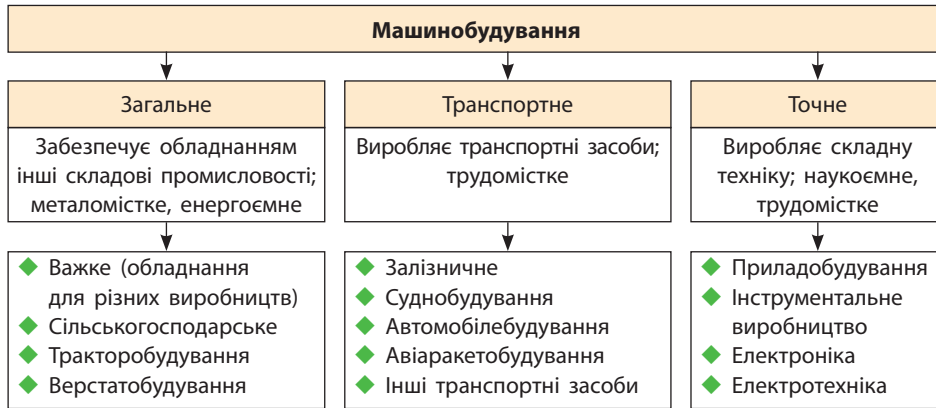 Машинобудування
Загальне
Забезпечує обладнанням
інші складові промисловості;
металомістке, енергоємне
◆ Важке (обладнання
для різних виробництв)
◆ Сільськогосподарське
◆ Тракторобудування
◆ Верстатобудування
Транспортне
Виробляє транспортні засоби;
трудомістке
◆ Залізничне
◆ Суднобудування
◆ Автомобілебудування
◆ Авіаракетобудування
◆ Інші транспортні засоби
Точне
Виробляє складну
техніку; наукоємне,
трудомістке
◆ Приладобудування
◆ Інструментальне
виробництво
◆ Електроніка
◆ Електротехніка